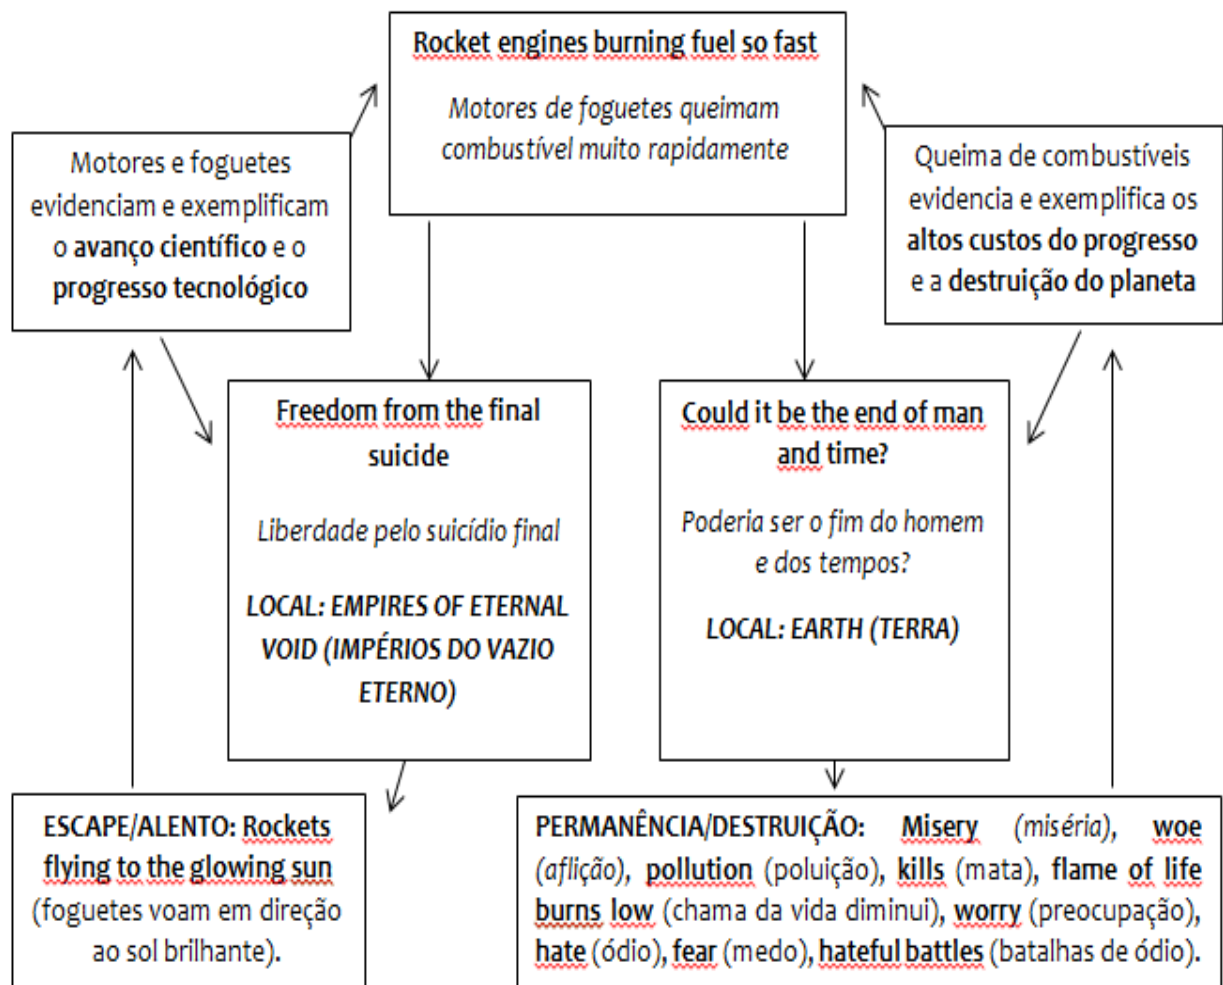 Rocket engines burning fuel so fast
Motores de foguetes queimam
combustível muito rapidamente
Motores e foguetes
evidenciam e exemplificam
o avanço científico e o
progresso tecnológico
Queima de combustíveis
evidencia e exemplifica os
altos custos do progresso
e a destruição do planeta
Freedom from the final
suicide
Liberdade pelo suicídio final
LOCAL: EMPIRES OF ETERNAL
VOID (IMPÉRIOS DO VAZIO
ETERNO)
Could it be the end of man
and time?
Poderia ser o fim do homem
e dos tempos?
LOCAL: EARTH (TERRA)
ESCAPE/ALENTO: Rockets
flying to the glowing sun
(foguetes voam em direção
ao sol brilhante).
PERMANÊNCIA/DESTRUIÇÃO: Misery (miséria), woe
(aflição), pollution (poluição), kills (mata), flame of life
burns low (chama da vida diminui), worry (preocupação),
hate (ódio), fear (medo), hateful battles (batalhas de ódio).